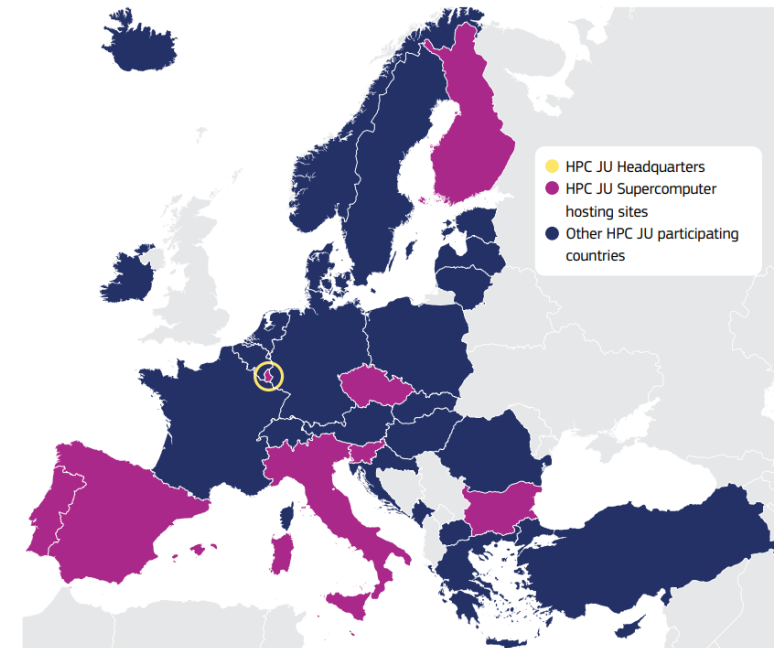 HPC JU Headquarters
HPC JU Supercomputer
hosting sites
Other HPC JU participating
countries